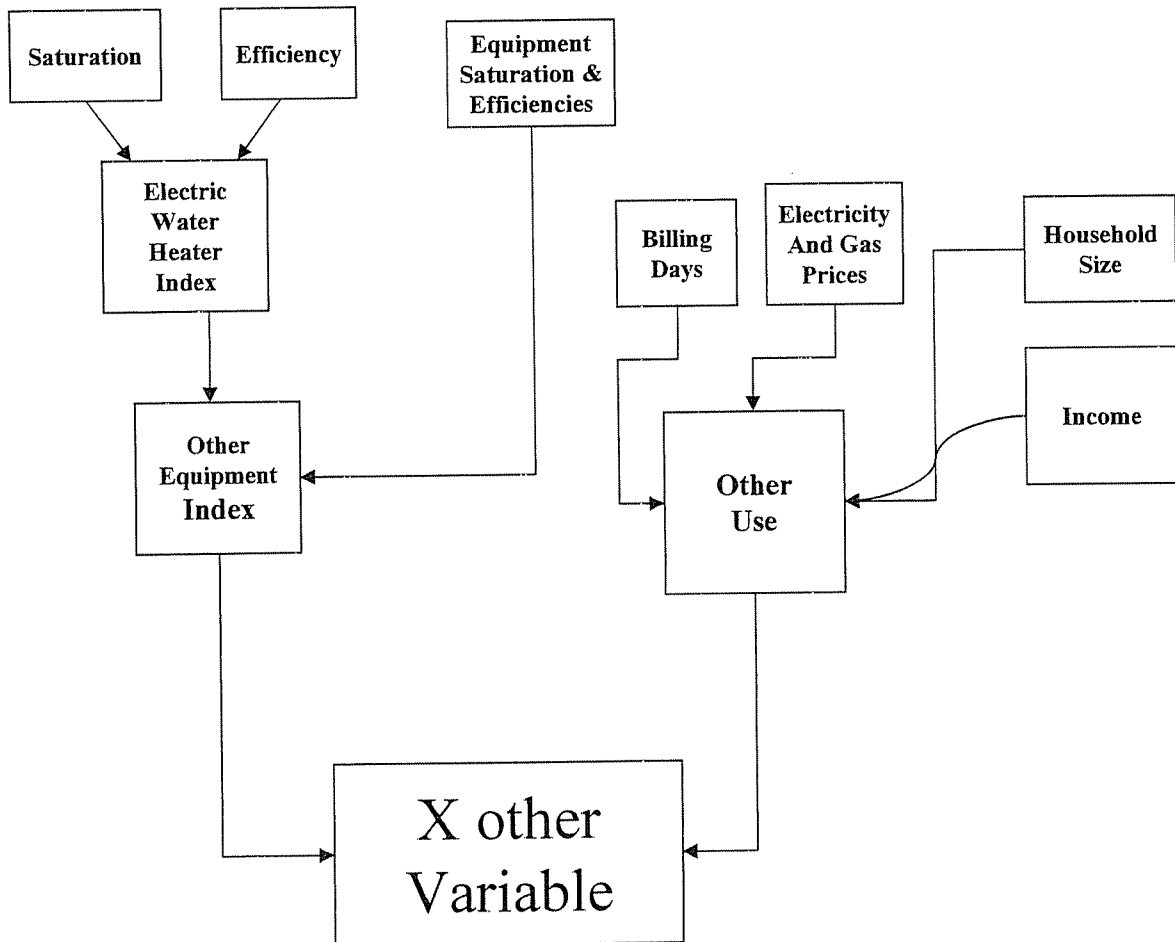 Saturation
Efficiency
Equipment
Saturation &
Efficiencies
Electric
Water
Heater
Index
Billing
Days
Electricity
And Gas
Prices
Household
Size
Income
Other
Equipment
Index
Other
Use
X other
Variable